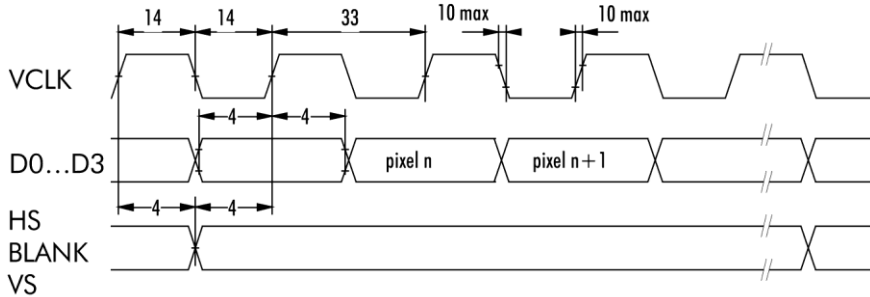 14 14 33 10 max 10 max
VCLK
4 4
D0...D3 pixel n pixel n+1
4 4
HS
BLANK
VS